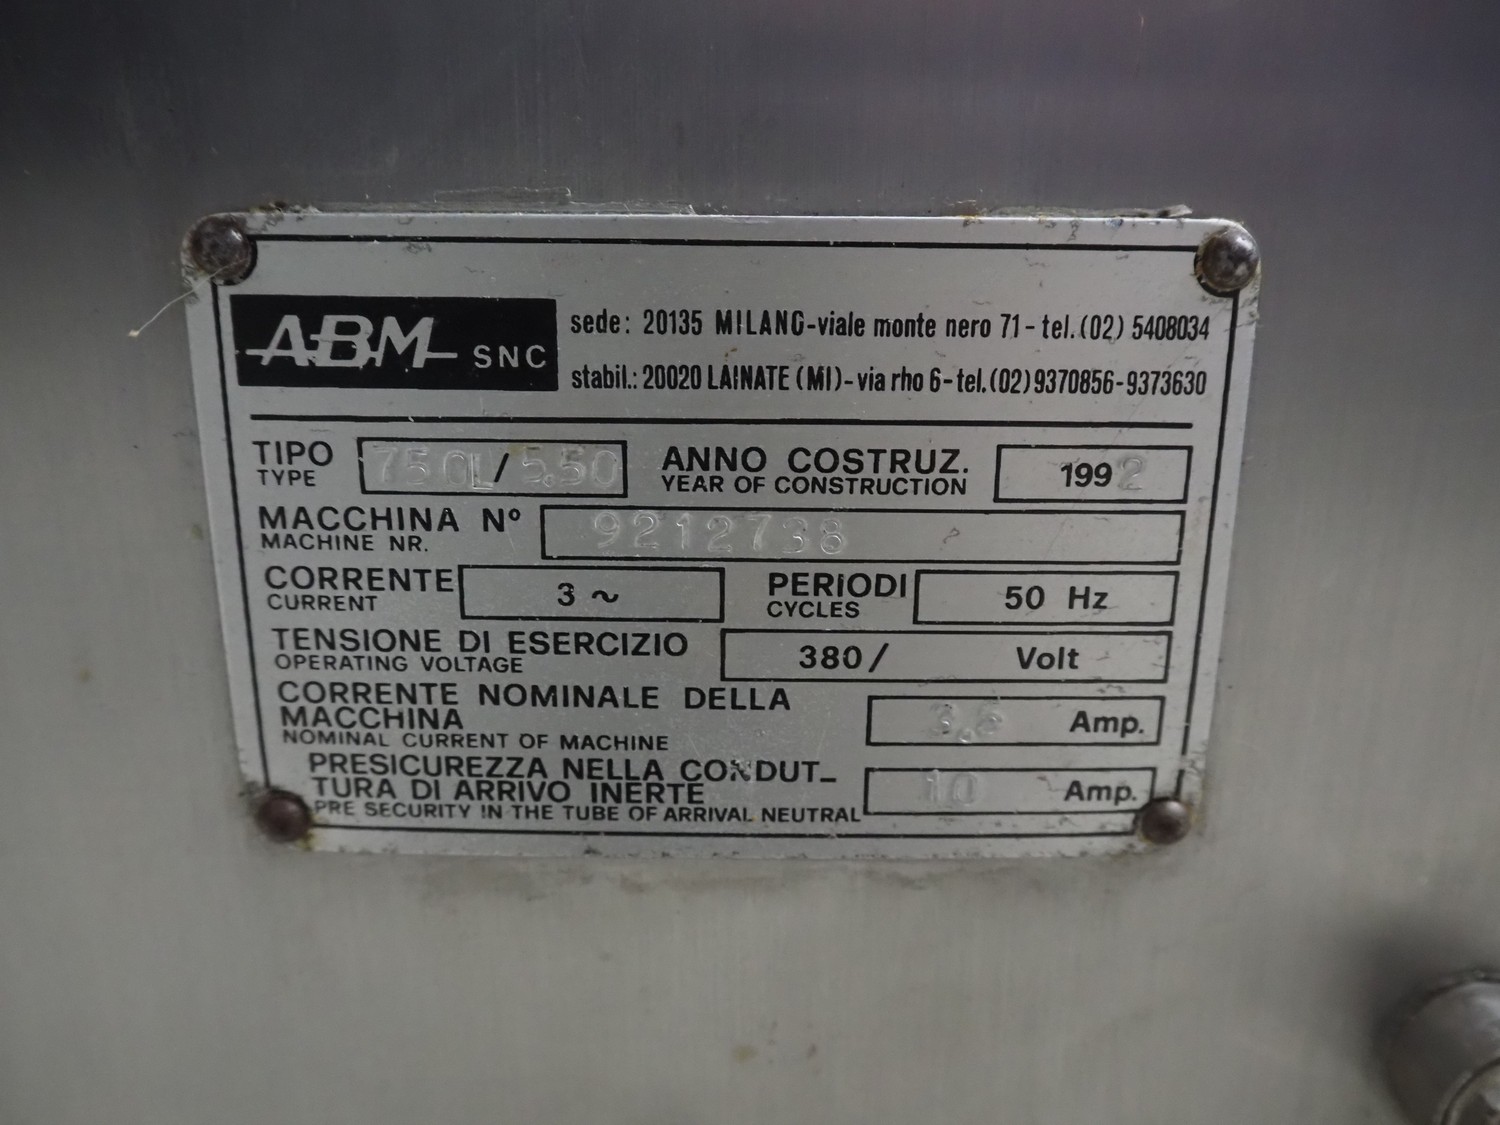 ABM SNC
sede: 20135 MILANO-viale monte nero 71-tel.(02) 5408034
stabil.: 20020 LAINATE (MI)-via rho 6-tel.(02)9370856-9373630
TIPO 750L/5.50 ANNO COSTRUZ. 1992
TYPE YEAR OF CONSTRUCTION
MACCHINA Nº 9212738
MACHINE NR.
CORRENTE 3 ~ PERIODI 50 Hz
CURRENT CYCLES
TENSIONE DI ESERCIZIO 380/ Volt
OPERATING VOLTAGE
CORRENTE NOMINALE DELLA
MACCHINA 3,5 Amp.
NOMINAL CURRENT OF MACHINE
PRESICUREZZA NELLA CONDUT_
TURA DI ARRIVO INERTE 10 Amp.
PRE SECURITY IN THE TUBE OF ARRIVAL NEUTRAL